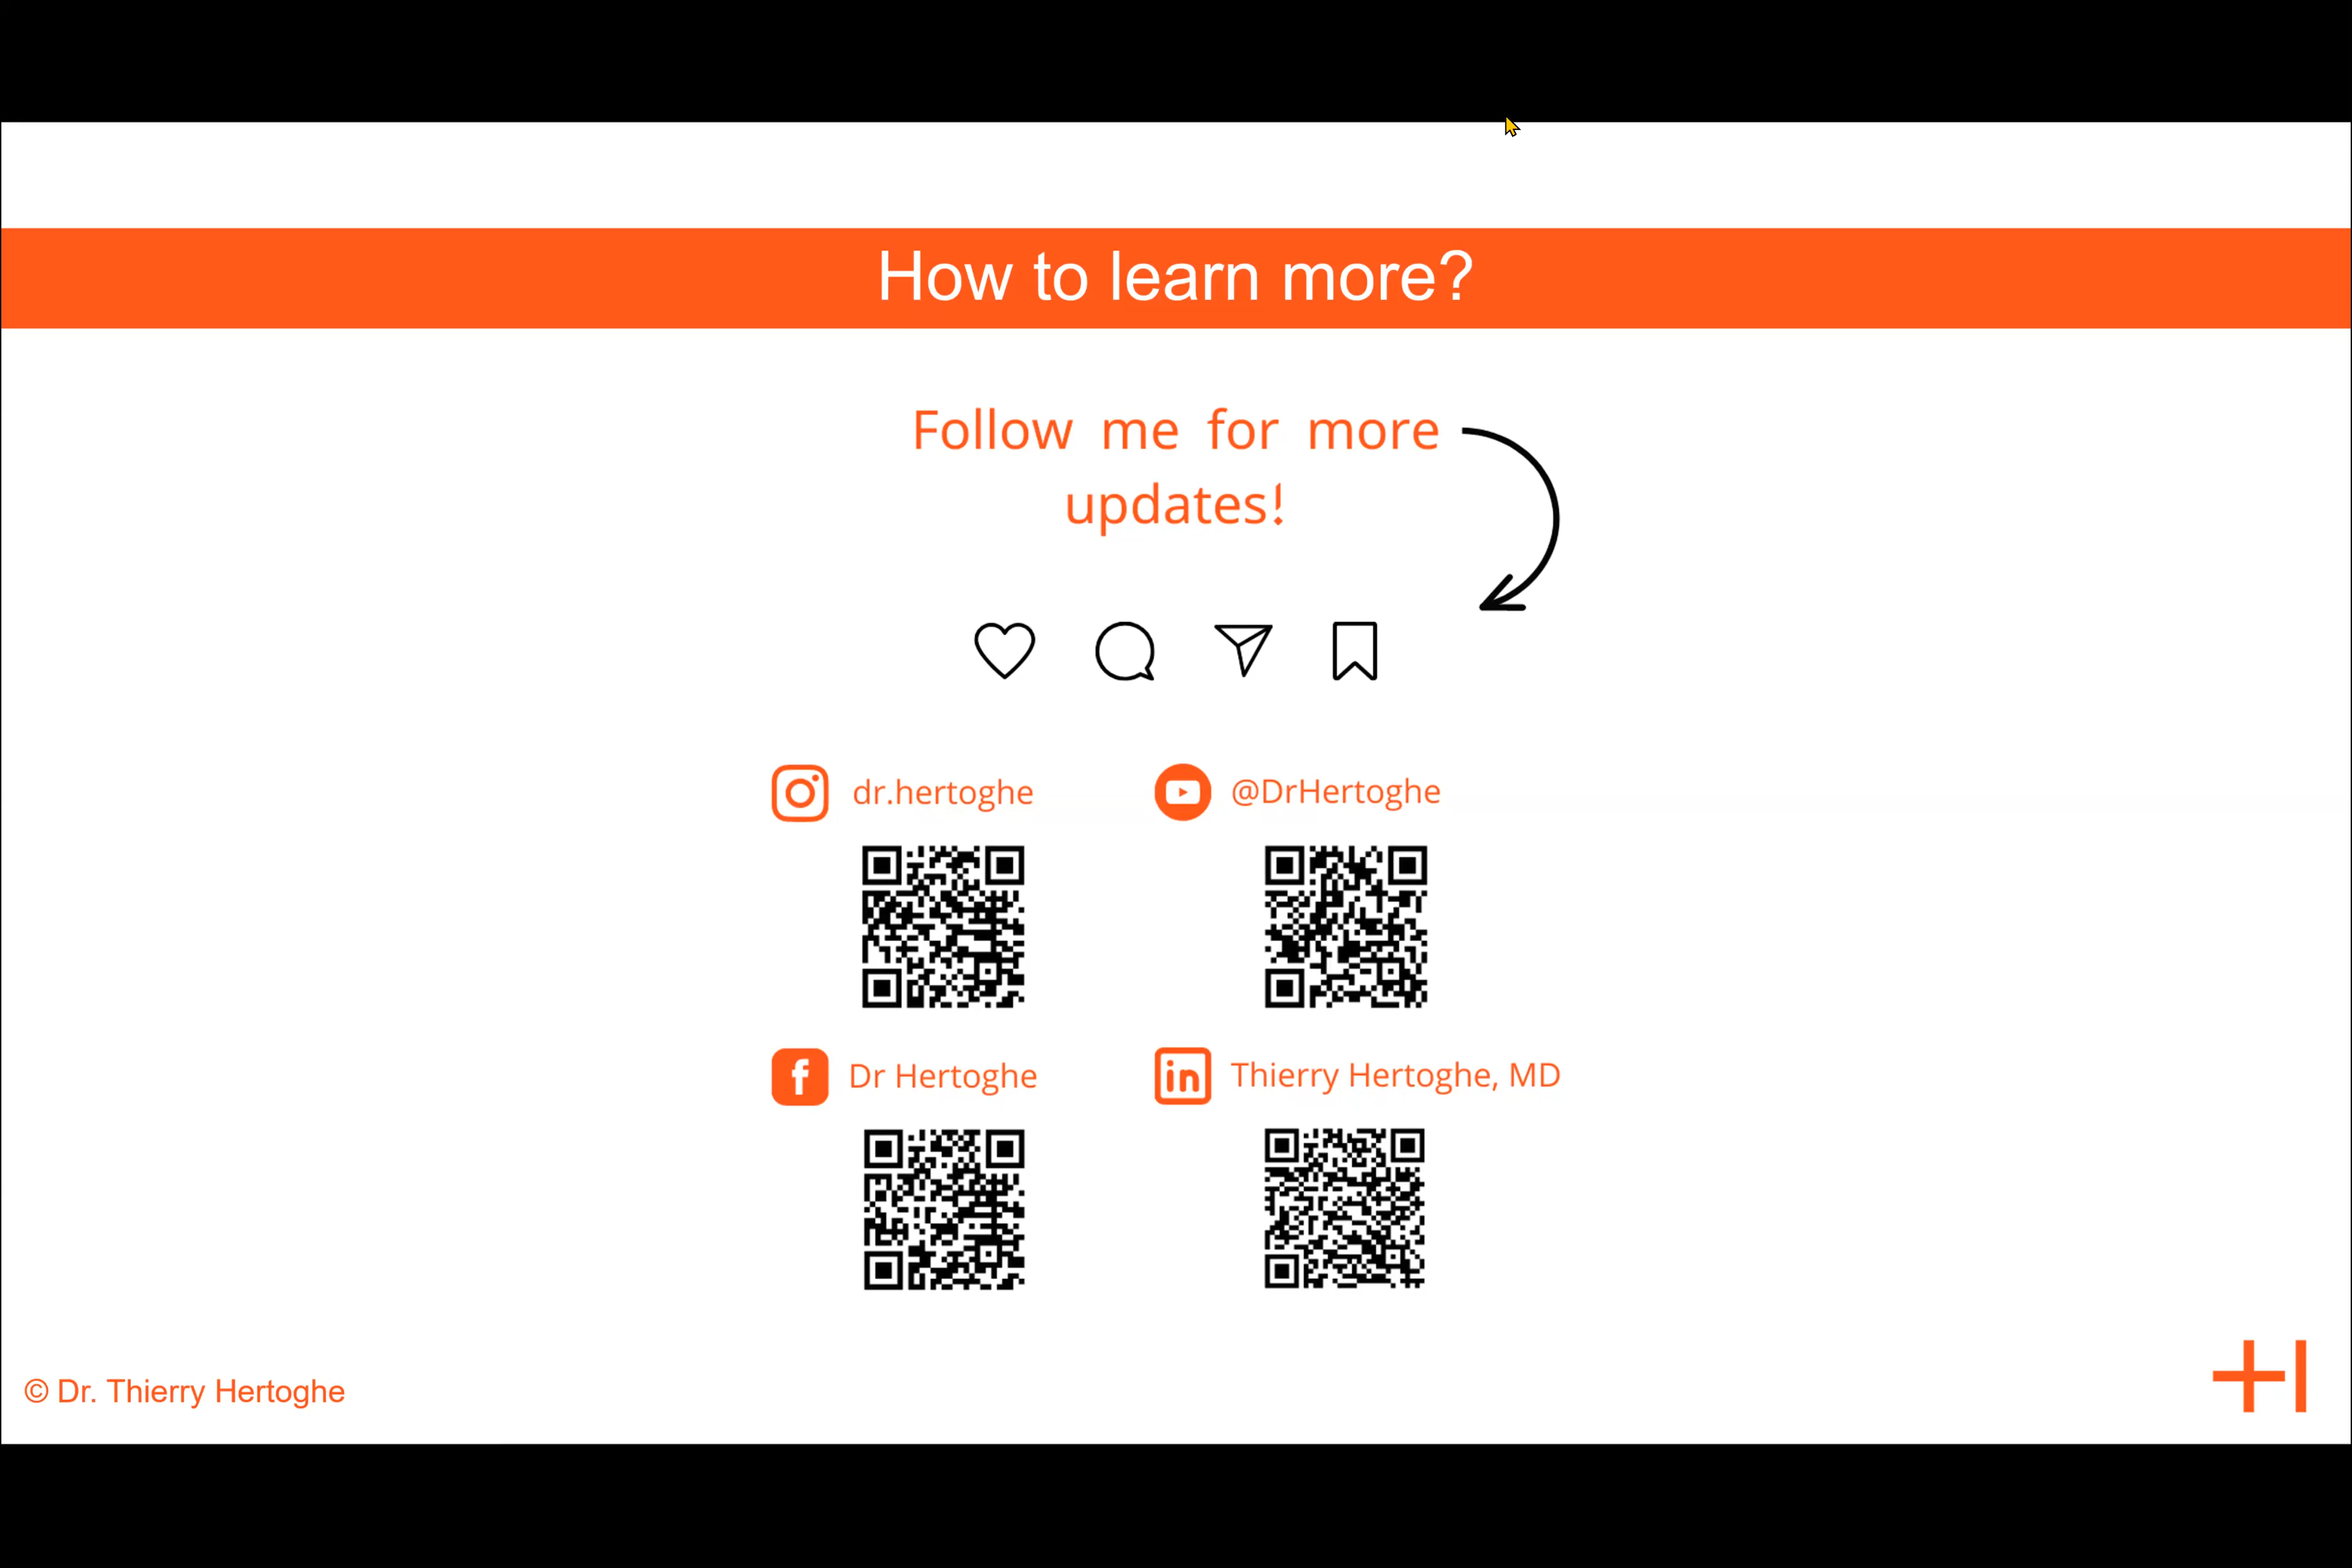 How to learn more?
Follow me for more
updates!
dr.hertoghe
@DrHertoghe
Dr Hertoghe
Thierry Hertoghe, MD
© Dr. Thierry Hertoghe